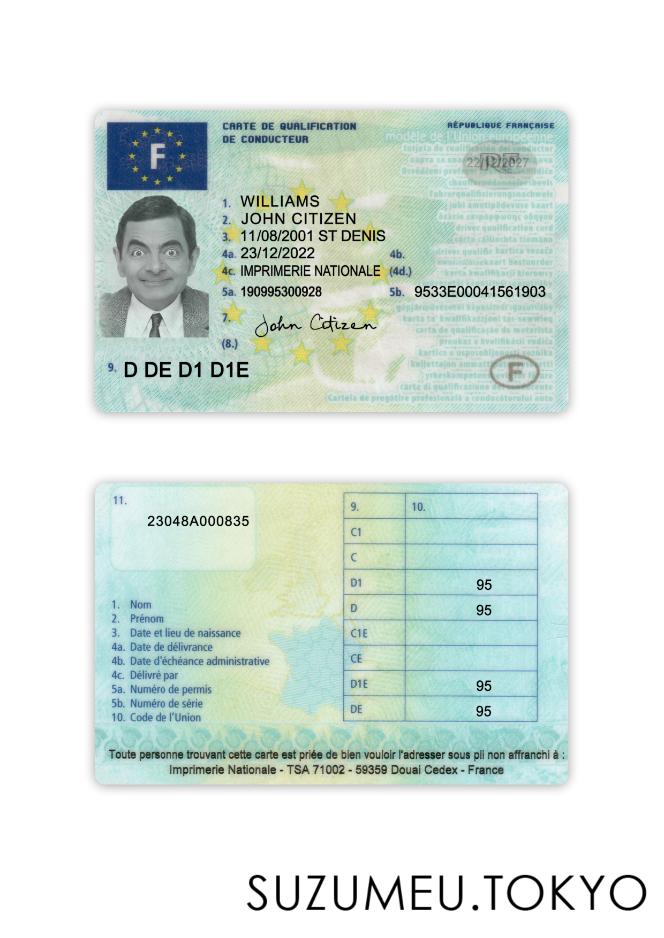 F
CARTE DE QUALIFICATION
DE CONDUCTEUR
RÉPUBLIQUE FRANÇAISE
modèle de l'Union européenne
22/12/2027
1. WILLIAMS
2. JOHN CITIZEN
3. 11/08/2001 ST DENIS
4a. 23/12/2022 4b.
4c. IMPRIMERIE NATIONALE (4d.)
5a. 190995300928 5b. 9533E00041561903
7. John Citizen
(8.)
9. D DE D1 D1E
F
11.
23048A000835
9. 10.
C1
C
D1 95
D 95
C1E
CE
D1E 95
DE 95
1. Nom
2. Prénom
3. Date et lieu de naissance
4a. Date de délivrance
4b. Date d'échéance administrative
4c. Délivré par
5a. Numéro de permis
5b. Numéro de série
10. Code de l'Union
Toute personne trouvant cette carte est priée de bien vouloir l'adresser sous pli non affranchi à :
Imprimerie Nationale - TSA 71002 - 59359 Douai Cedex - France
SUZUMEU.TOKYO